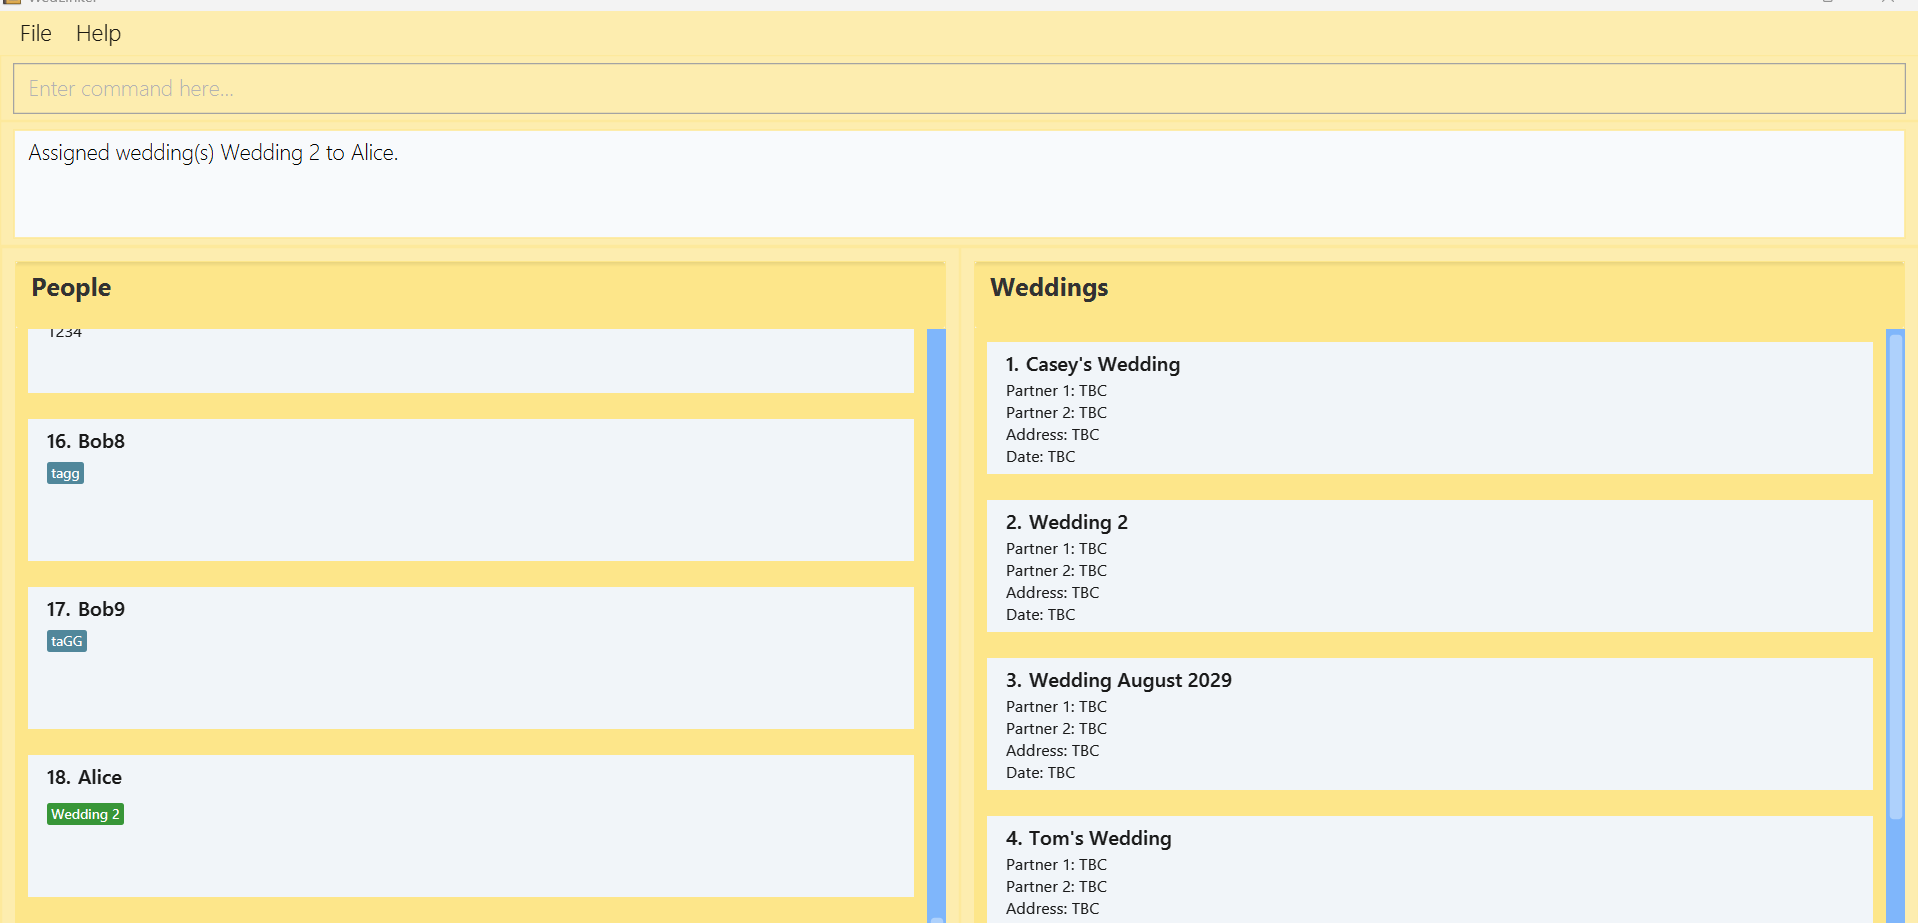 File Help
Enter command here...
Assigned wedding(s) Wedding 2 to Alice.
People
1234
16. Bob8
tagg
17. Bob9
taGG
18. Alice
Wedding 2
Weddings
1. Casey's Wedding
Partner 1: TBC
Partner 2: TBC
Address: TBC
Date: TBC
2. Wedding 2
Partner 1: TBC
Partner 2: TBC
Address: TBC
Date: TBC
3. Wedding August 2029
Partner 1: TBC
Partner 2: TBC
Address: TBC
Date: TBC
4. Tom's Wedding
Partner 1: TBC
Partner 2: TBC
Address: TBC